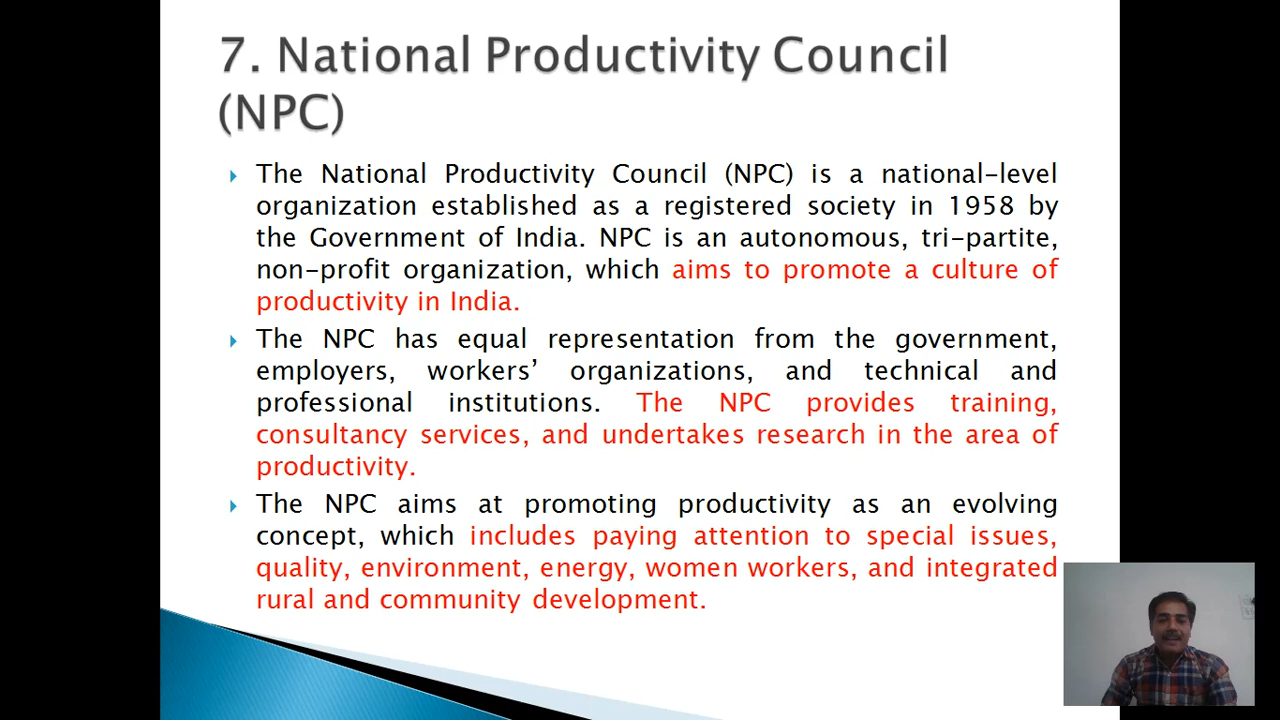 7. National Productivity Council
(NPC)
The National Productivity Council (NPC) is a national-level
organization established as a registered society in 1958 by
the Government of India. NPC is an autonomous, tri-partite,
non-profit organization, which aims to promote a culture of
productivity in India.
The NPC has equal representation from the government,
employers, workers’ organizations, and technical and
professional institutions. The NPC provides training,
consultancy services, and undertakes research in the area of
productivity.
The NPC aims at promoting productivity as an evolving
concept, which includes paying attention to special issues,
quality, environment, energy, women workers, and integrated
rural and community development.